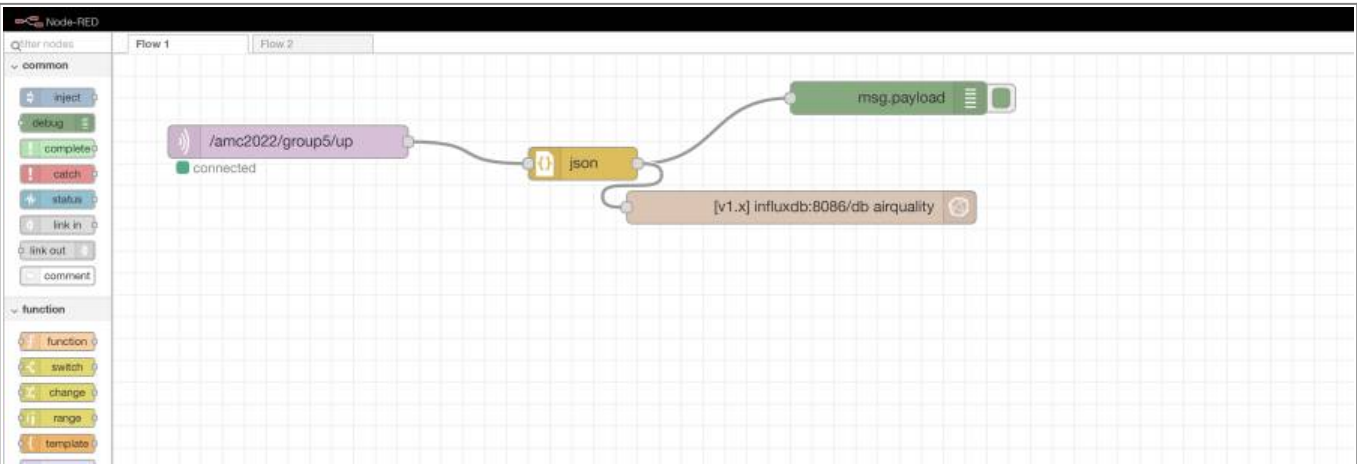 Node-RED
filter nodes
Flow 1
Flow 2
common
inject
debug
complete
catch
status
link in
link out
comment
function
function
switch
change
range
template
/amc2022/group5/up
connected
json
msg.payload
[v1.x] influxdb:8086/db airquality